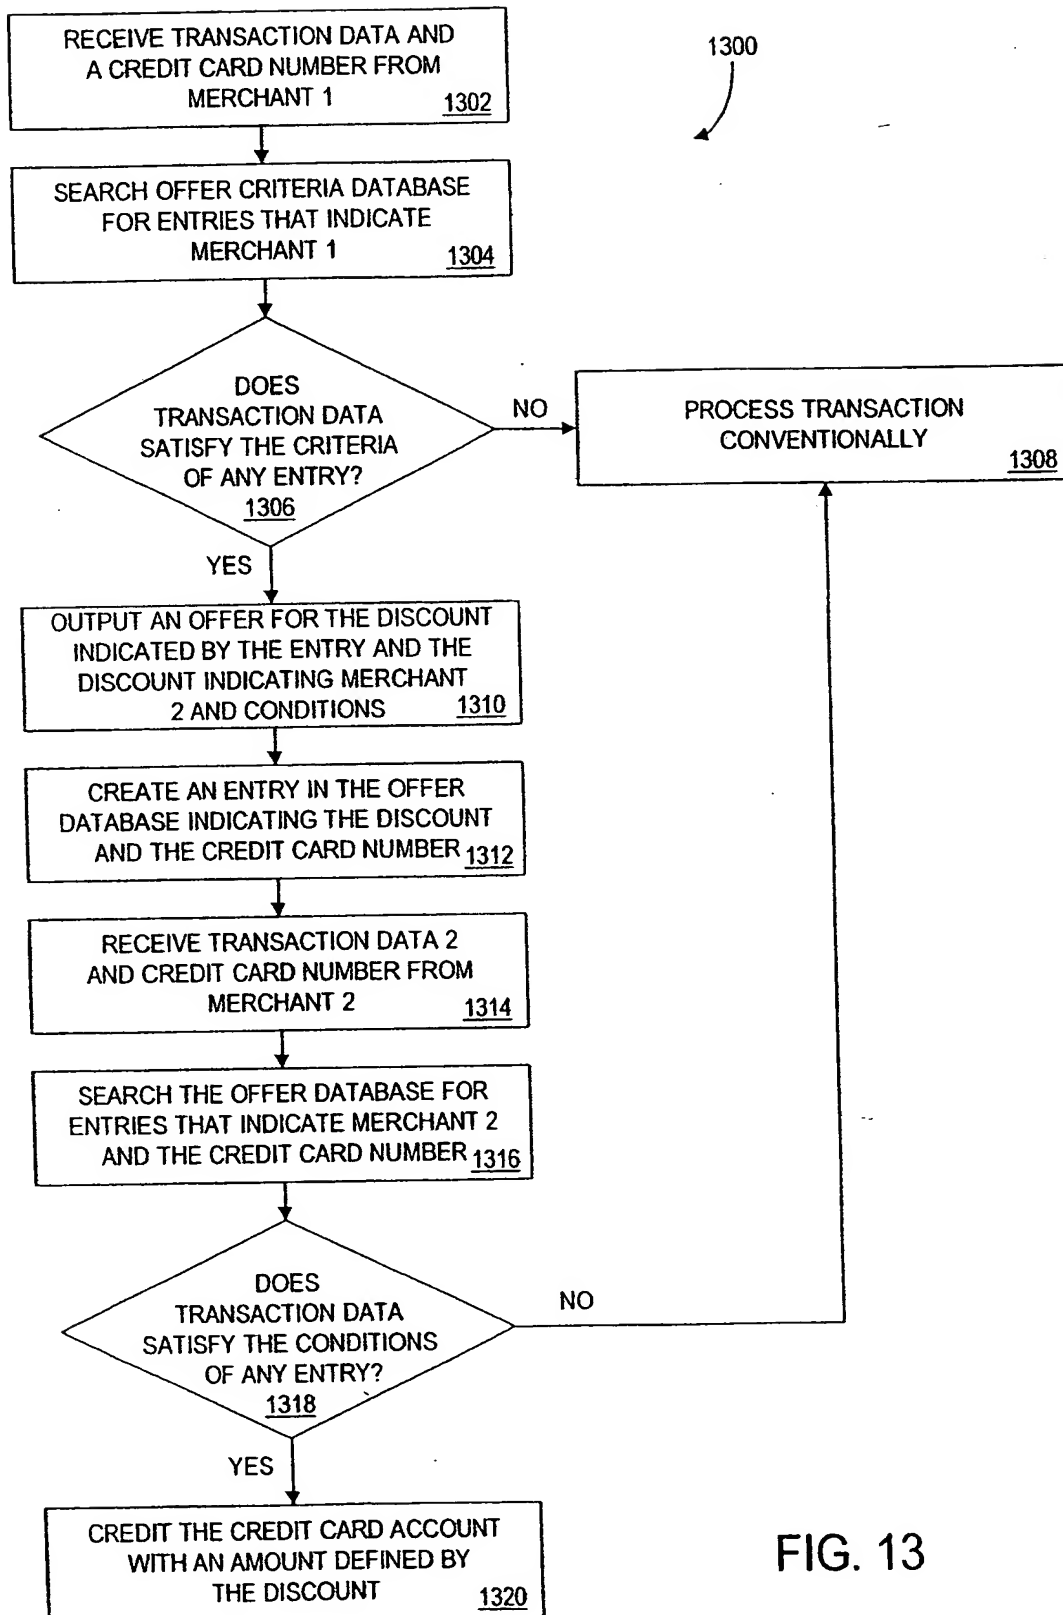 RECEIVE TRANSACTION DATA AND
A CREDIT CARD NUMBER FROM
MERCHANT 1
1302
1300
SEARCH OFFER CRITERIA DATABASE
FOR ENTRIES THAT INDICATE
MERCHANT 1
1304
DOES
TRANSACTION DATA
SATISFY THE CRITERIA
OF ANY ENTRY?
1306
NO
PROCESS TRANSACTION
CONVENTIONALLY
1308
YES
OUTPUT AN OFFER FOR THE DISCOUNT
INDICATED BY THE ENTRY AND THE
DISCOUNT INDICATING MERCHANT
2 AND CONDITIONS
1310
CREATE AN ENTRY IN THE OFFER
DATABASE INDICATING THE DISCOUNT
AND THE CREDIT CARD NUMBER
1312
RECEIVE TRANSACTION DATA 2
AND CREDIT CARD NUMBER FROM
MERCHANT 2
1314
SEARCH THE OFFER DATABASE FOR
ENTRIES THAT INDICATE MERCHANT 2
AND THE CREDIT CARD NUMBER
1316
DOES
TRANSACTION DATA
SATISFY THE CONDITIONS
OF ANY ENTRY?
1318
NO
YES
CREDIT THE CREDIT CARD ACCOUNT
WITH AN AMOUNT DEFINED BY
THE DISCOUNT
1320
FIG. 13